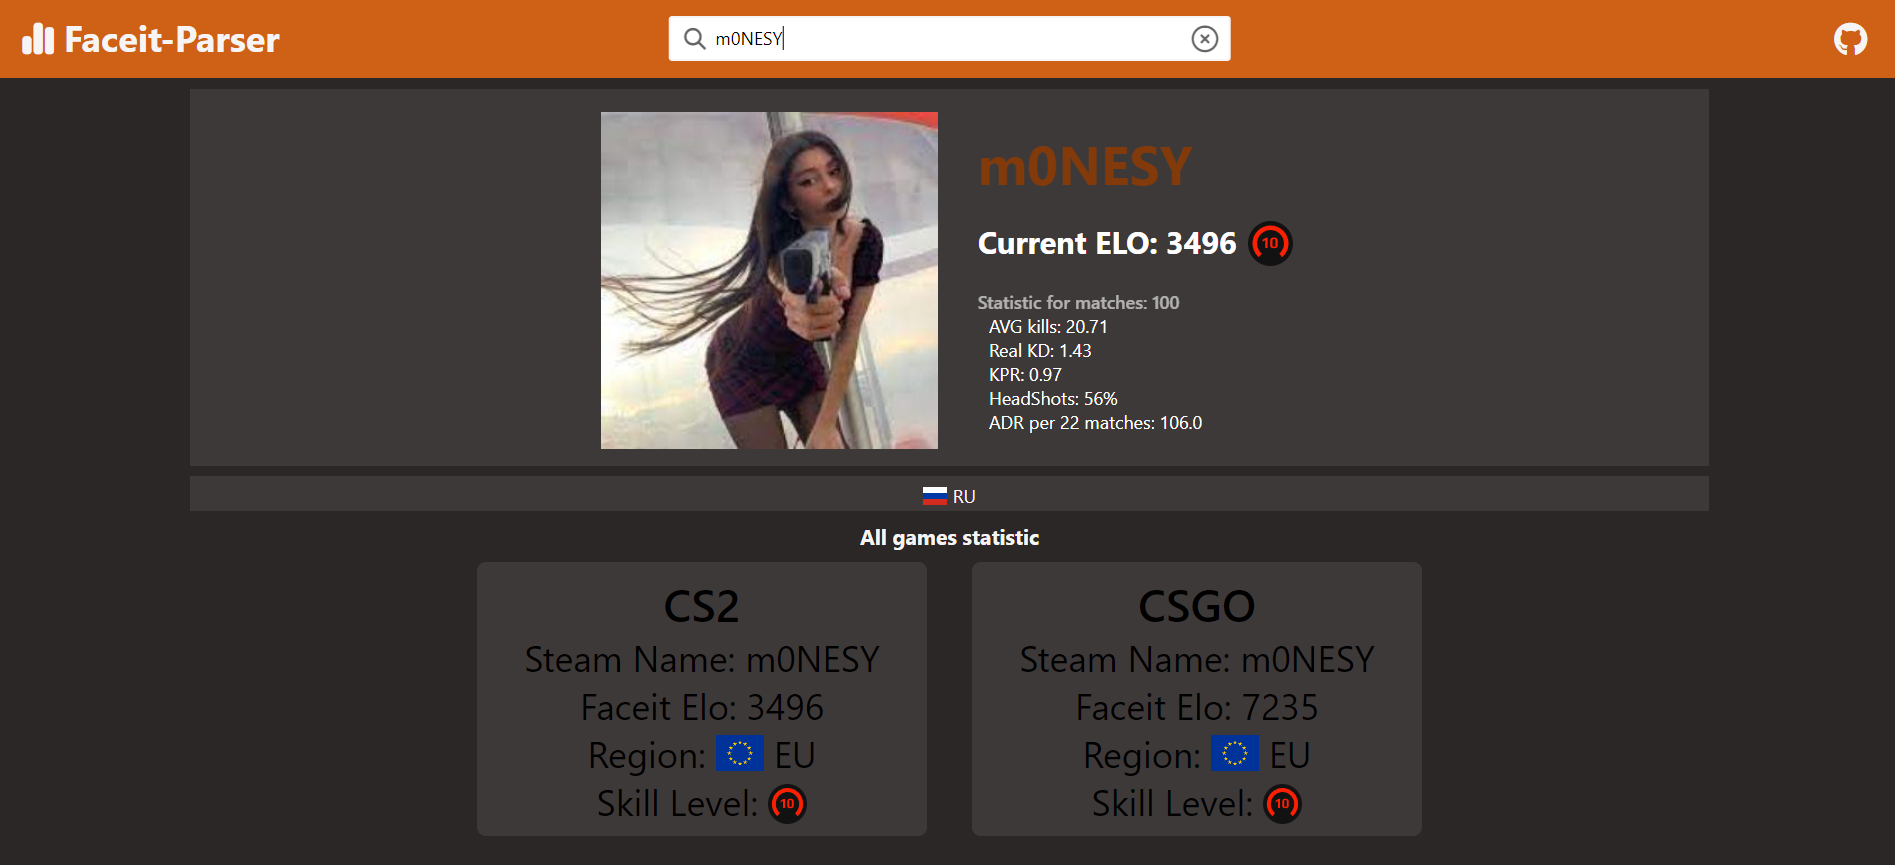 Faceit-Parser
m0NESY
m0NESY
Current ELO: 3496 10
Statistic for matches: 100
AVG kills: 20.71
Real KD: 1.43
KPR: 0.97
HeadShots: 56%
ADR per 22 matches: 106.0
RU
All games statistic
CS2
Steam Name: m0NESY
Faceit Elo: 3496
Region: EU
Skill Level: 10
CSGO
Steam Name: m0NESY
Faceit Elo: 7235
Region: EU
Skill Level: 10